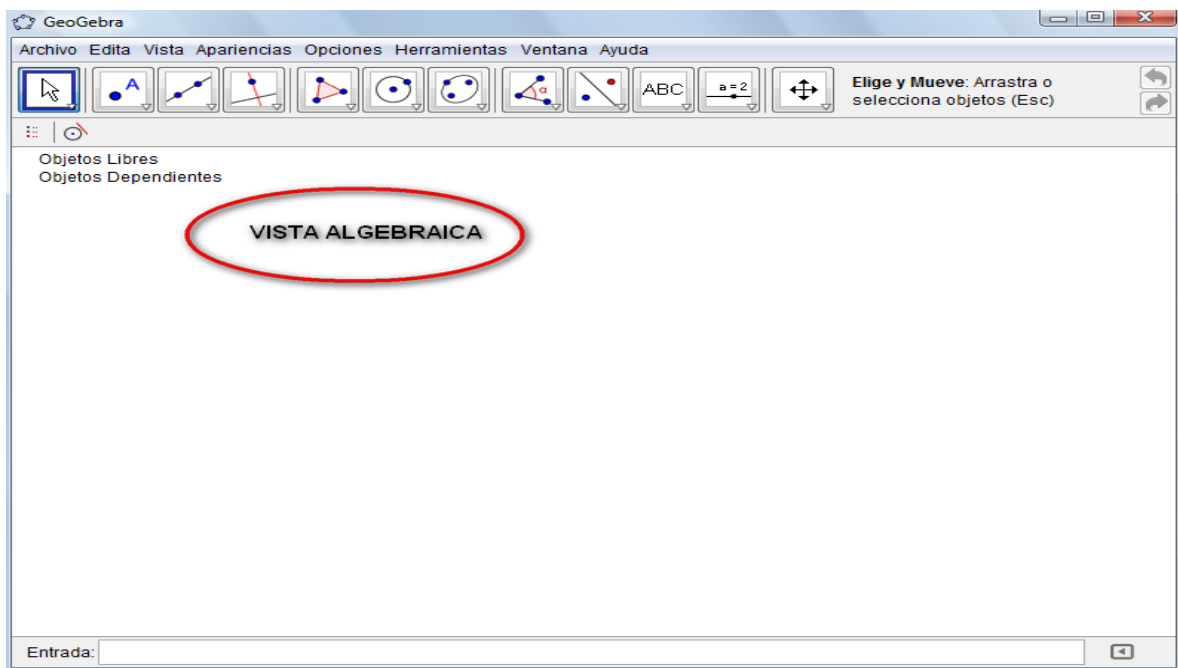 GeoGebra
Archivo Edita Vista Apariencias Opciones Herramientas Ventana Ayuda
A
α
ABC
a=2
Elige y Mueve: Arrastra o
selecciona objetos (Esc)
Objetos Libres
Objetos Dependientes
VISTA ALGEBRAICA
Entrada: